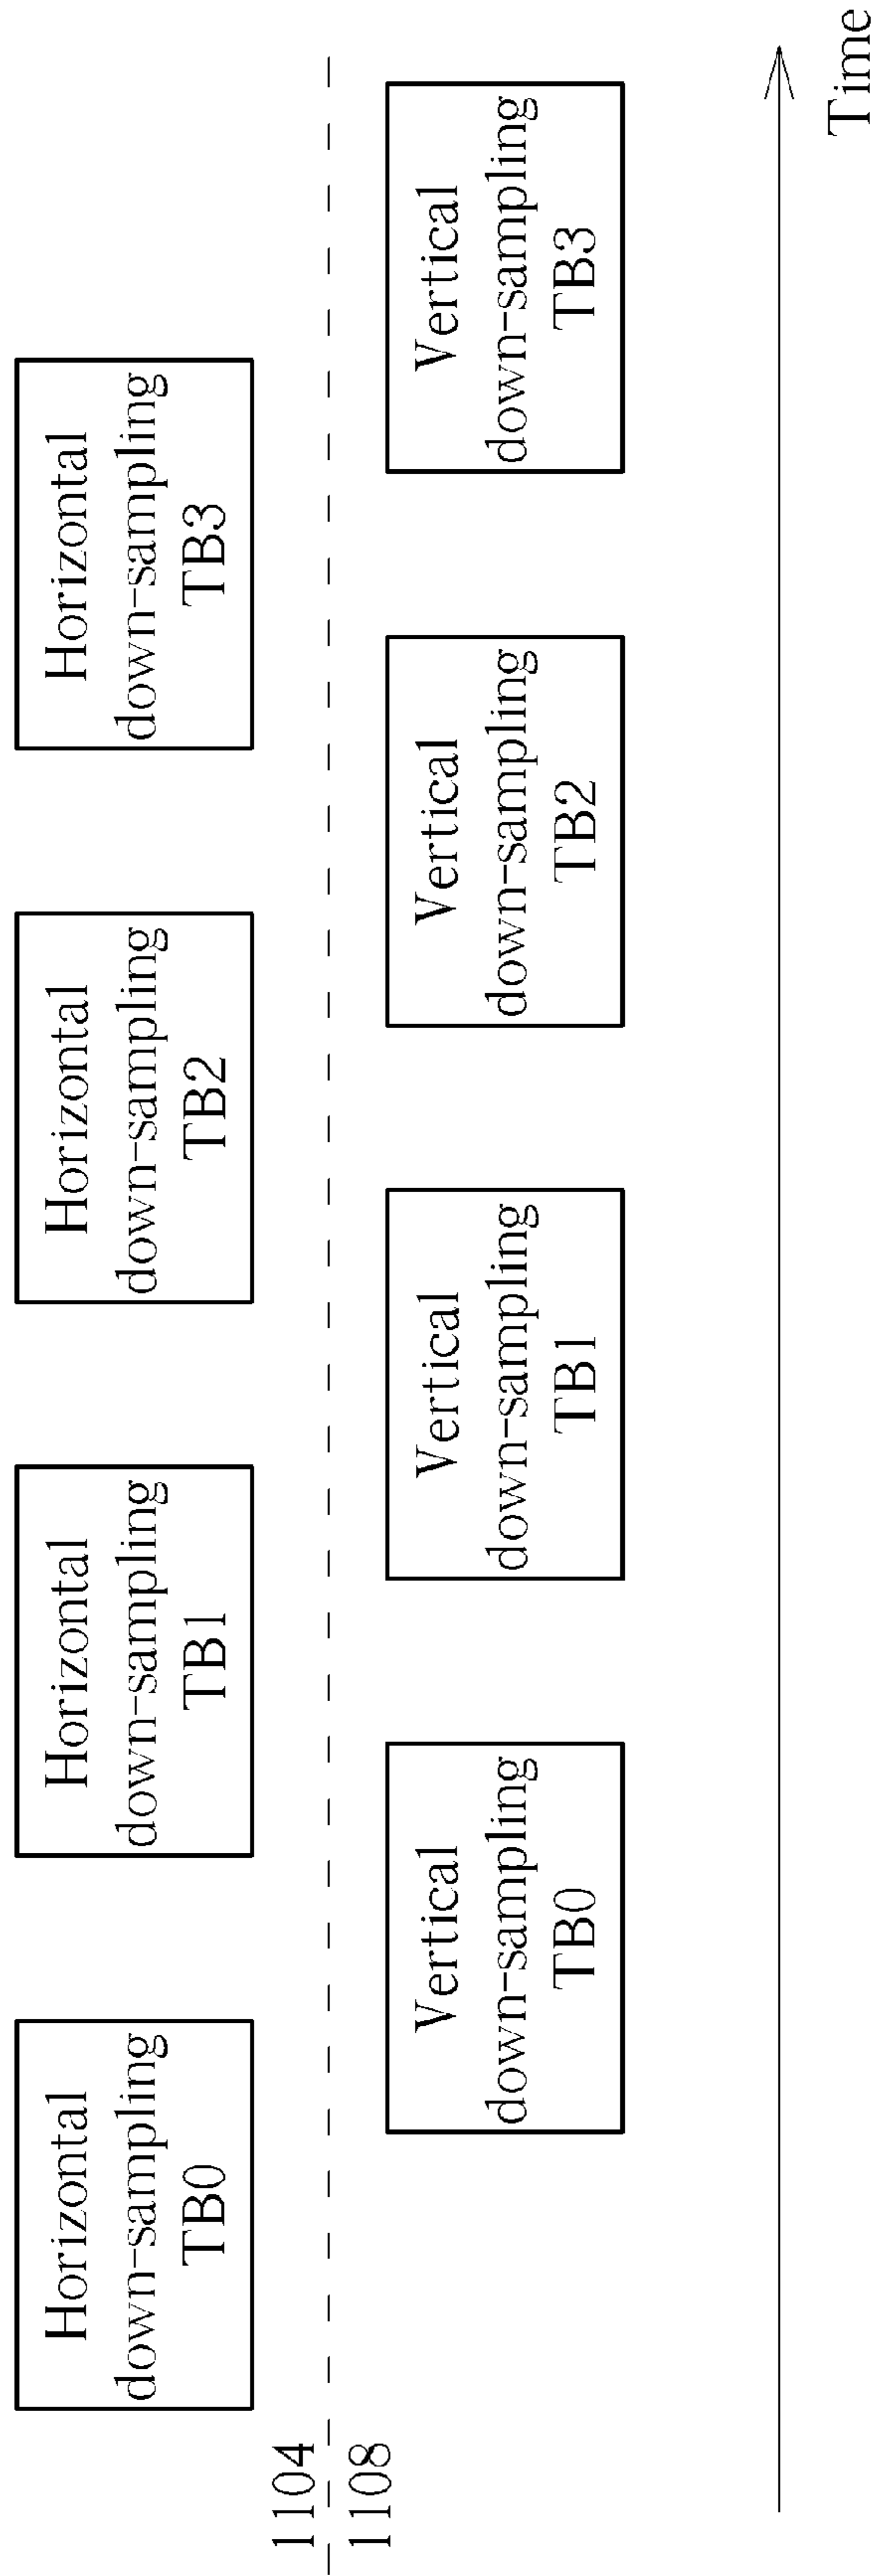 Horizontal
down-sampling
TB0
Horizontal
down-sampling
TB1
Horizontal
down-sampling
TB2
Horizontal
down-sampling
TB3
1104
1108
Vertical
down-sampling
TB0
Vertical
down-sampling
TB1
Vertical
down-sampling
TB2
Vertical
down-sampling
TB3
Time